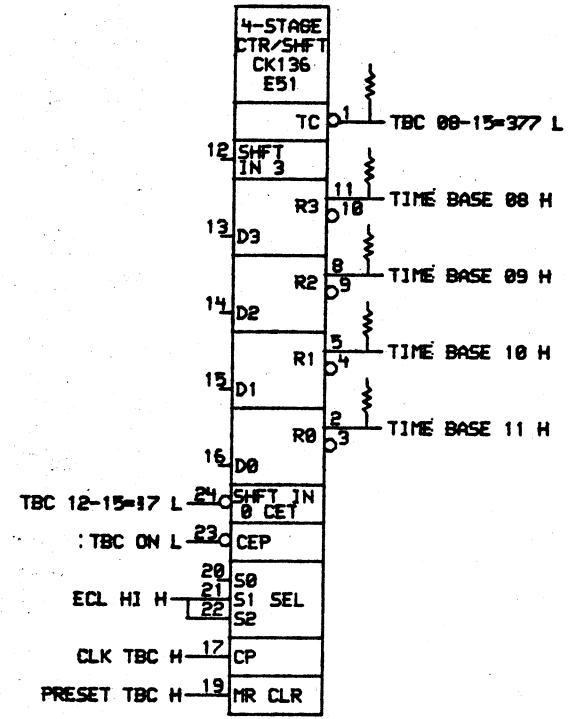 4-STAGE
CTR/SHFT
CK136
E51
TC 1 TBC 08-15=377 L
12 SHFT
IN 3
R3 11 TIME BASE 08 H
10
13 D3
R2 8 TIME BASE 09 H
9
14 D2
R1 5 TIME BASE 10 H
4
15 D1
R0 2 TIME BASE 11 H
3
16 D0
TBC 12-15=17 L 24 SHFT IN
0 CET
TBC ON L 23 CEP
20 S0
ECL HI H 21 S1 SEL
22 S2
CLK TBC H 17 CP
PRESET TBC H 19 MR CLR